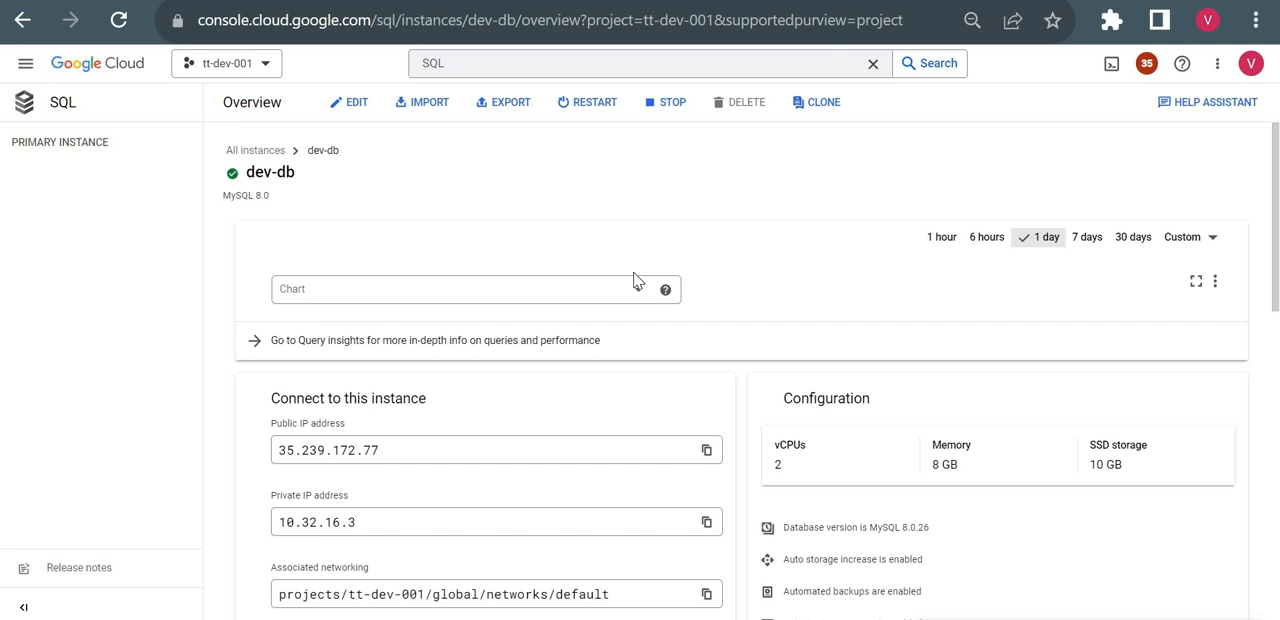 console.cloud.google.com/sql/instances/dev-db/overview?project=tt-dev-001&supportedpurview=project
V
Google Cloud
tt-dev-001
SQL
Search
35
V
SQL
Overview
EDIT
IMPORT
EXPORT
RESTART
STOP
DELETE
CLONE
HELP ASSISTANT
PRIMARY INSTANCE
All instances
dev-db
dev-db
MySQL 8.0
1 hour
6 hours
1 day
7 days
30 days
Custom
Chart
Go to Query insights for more in-depth info on queries and performance
Connect to this instance
Public IP address
35.239.172.77
Private IP address
10.32.16.3
Associated networking
projects/tt-dev-001/global/networks/default
Configuration
vCPUs
Memory
SSD storage
2
8 GB
10 GB
Database version is MySQL 8.0.26
Auto storage increase is enabled
Automated backups are enabled
Release notes